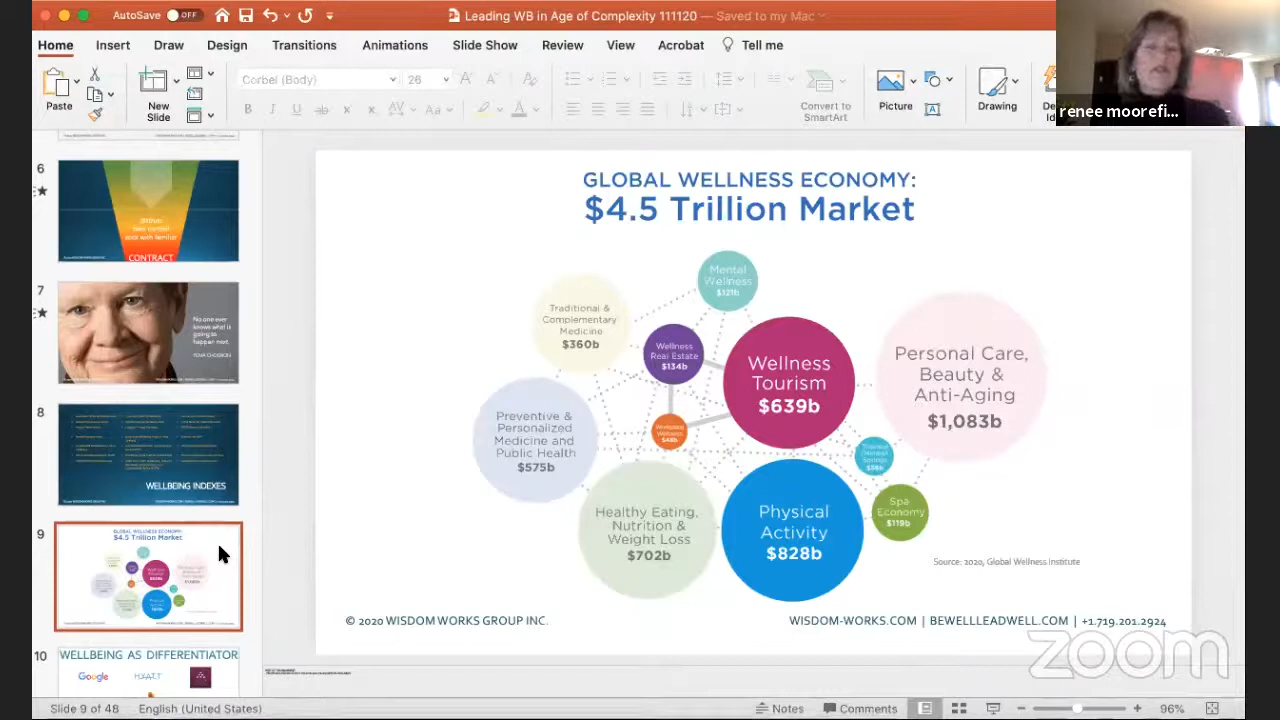 AutoSave OFF
Leading WB in Age of Complexity 111120 — Saved to my Mac
Home Insert Draw Design Transitions Animations Slide Show Review View Acrobat Tell me
Paste
New
Slide
Corbel (Body) 26
Convert to
SmartArt
Picture
Drawing
renee moorefi...
6
CONTRACT
7
No one ever
knows what is
going to
happen next.
8
WELLBEING INDEXES
9
GLOBAL WELLNESS ECONOMY:
$4.5 Trillion Market
10
WELLBEING AS DIFFERENTIATOR
Google HYATT
GLOBAL WELLNESS ECONOMY:
$4.5 Trillion Market
Mental
Wellness
$121b
Traditional &
Complementary
Medicine
$360b
Wellness
Real Estate
$134b
Wellness
Tourism
$639b
Personal Care,
Beauty &
Anti-Aging
$1,083b
Preventive &
Personalized
Medicine and
Public Health
$575b
Workplace
Wellness
$48b
Healthy Eating,
Nutrition &
Weight Loss
$702b
Physical
Activity
$828b
Spa
Economy
$119b
Source: 2020, Global Wellness Institute
© 2020 WISDOM WORKS GROUP INC.
WISDOM-WORKS.COM | BEWELLLEADWELL.COM | +1.719.201.2924
zoom
Slide 9 of 48 English (United States) Notes Comments 96%